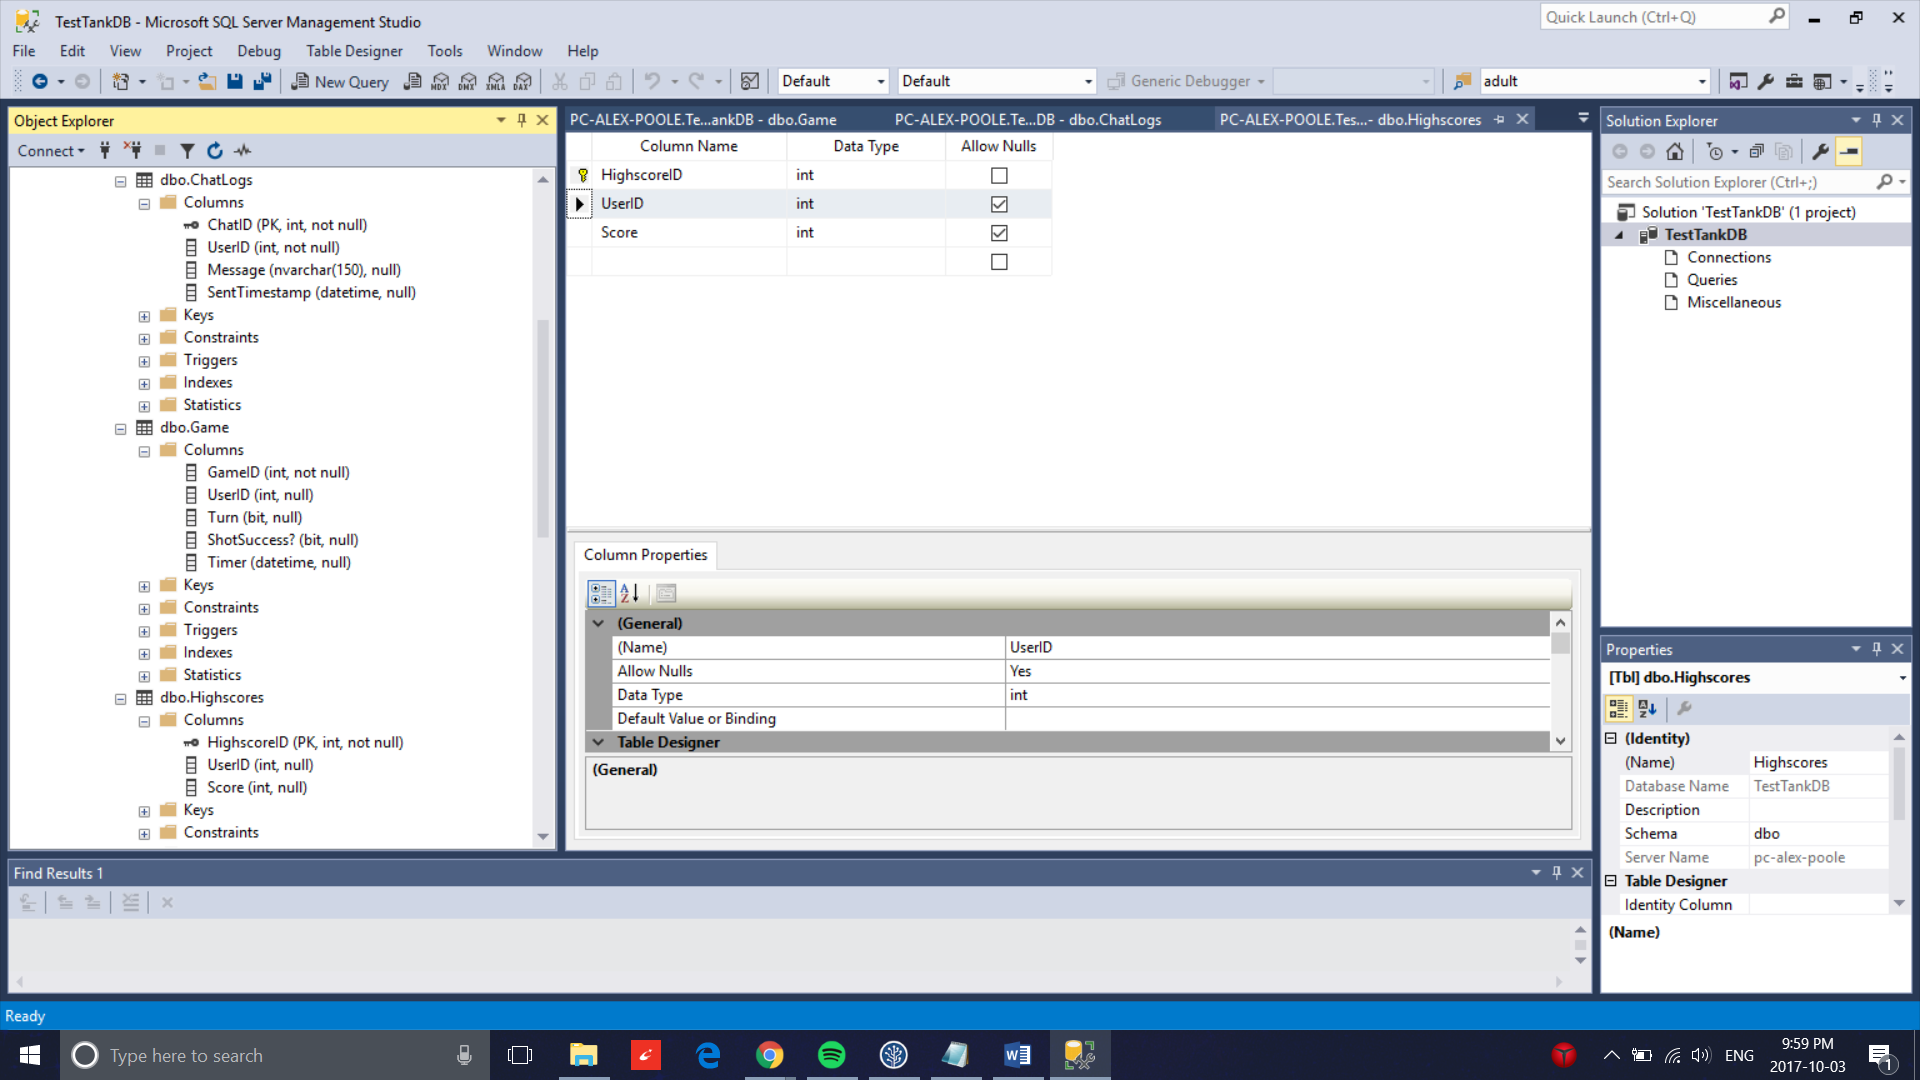 TestTankDB - Microsoft SQL Server Management Studio
Quick Launch (Ctrl+Q)
File Edit View Project Debug Table Designer Tools Window Help
New Query MDX DMX XMLA DAX Default Default Generic Debugger adult
Object Explorer
Connect
dbo.ChatLogs
Columns
ChatID (PK, int, not null)
UserID (int, not null)
Message (nvarchar(150), null)
SentTimestamp (datetime, null)
Keys
Constraints
Triggers
Indexes
Statistics
dbo.Game
Columns
GameID (int, not null)
UserID (int, null)
Turn (bit, null)
ShotSuccess? (bit, null)
Timer (datetime, null)
Keys
Constraints
Triggers
Indexes
Statistics
dbo.Highscores
Columns
HighscoreID (PK, int, not null)
UserID (int, null)
Score (int, null)
Keys
Constraints
PC-ALEX-POOLE.Te...ankDB - dbo.Game PC-ALEX-POOLE.Te...DB - dbo.ChatLogs PC-ALEX-POOLE.Tes...- dbo.Highscores
Column Name Data Type Allow Nulls
HighscoreID int
UserID int
Score int
Column Properties
(General)
(Name) UserID
Allow Nulls Yes
Data Type int
Default Value or Binding
Table Designer
(General)
Solution Explorer
Search Solution Explorer (Ctrl+;)
Solution 'TestTankDB' (1 project)
TestTankDB
Connections
Queries
Miscellaneous
Properties
[Tbl] dbo.Highscores
(Identity)
(Name) Highscores
Database Name TestTankDB
Description
Schema dbo
Server Name pc-alex-poole
Table Designer
Identity Column
(Name)
Find Results 1
Ready
Type here to search
ENG
9:59 PM
2017-10-03
1